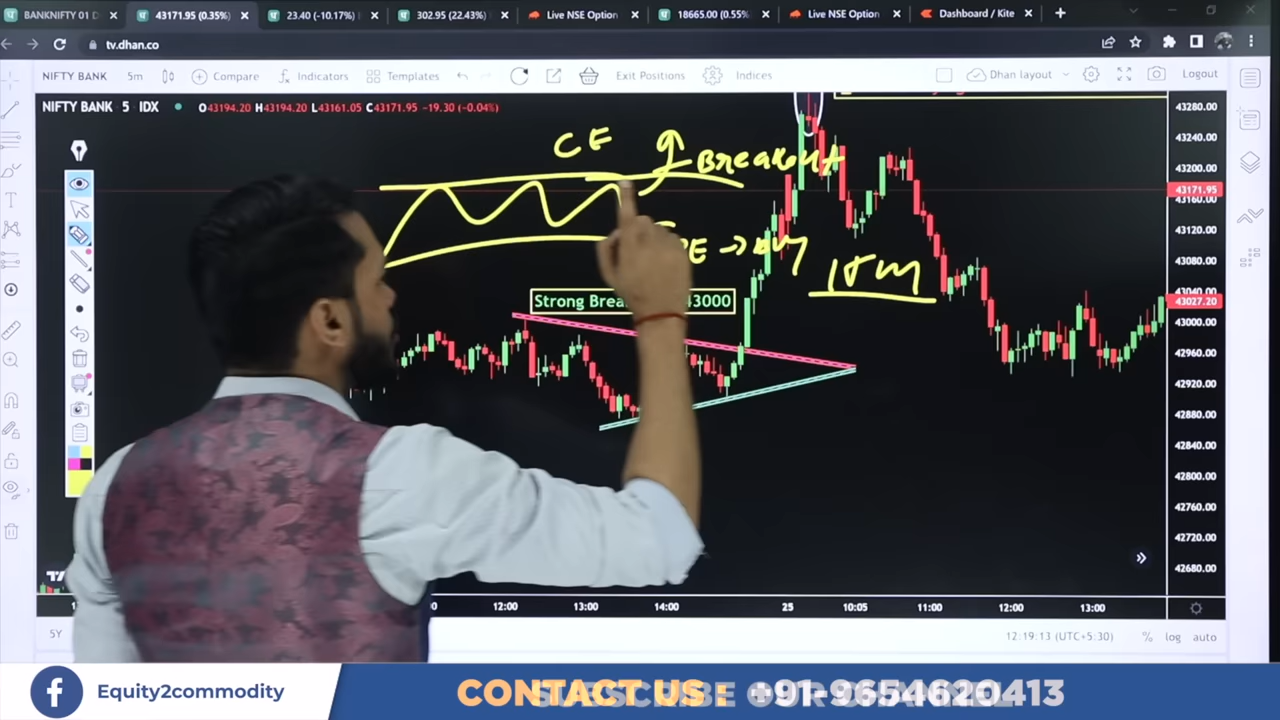 BANKNIFTY 01 D
43171.95 (0.35%)
23.40 (-10.17%)
302.95 (22.43%)
Live NSE Option
18665.00 (0.55%
Live NSE Option
Dashboard / Kite
tv.dhan.co
NIFTY BANK 5m Compare Indicators Templates Exit Positions Indices Dhan layout Logout
NIFTY BANK 5 IDX O43194.20 H43194.20 L43161.05 C43171.95 -19.30 (-0.04%)
CE Breakout
PE → Buy
15m
Strong Brea 43000
43280.00
43240.00
43200.00
43171.95
43160.00
43120.00
43080.00
43040.00
43027.20
43000.00
42960.00
42920.00
42880.00
42840.00
42800.00
42760.00
42720.00
42680.00
12:00 13:00 14:00 25 10:05 11:00 12:00 13:00
5Y 12:19:13 (UTC+5:30) % log auto
Equity2commodity
CONTACT US : +91-9654620413
SUBSCRIBE OUR CHANNEL